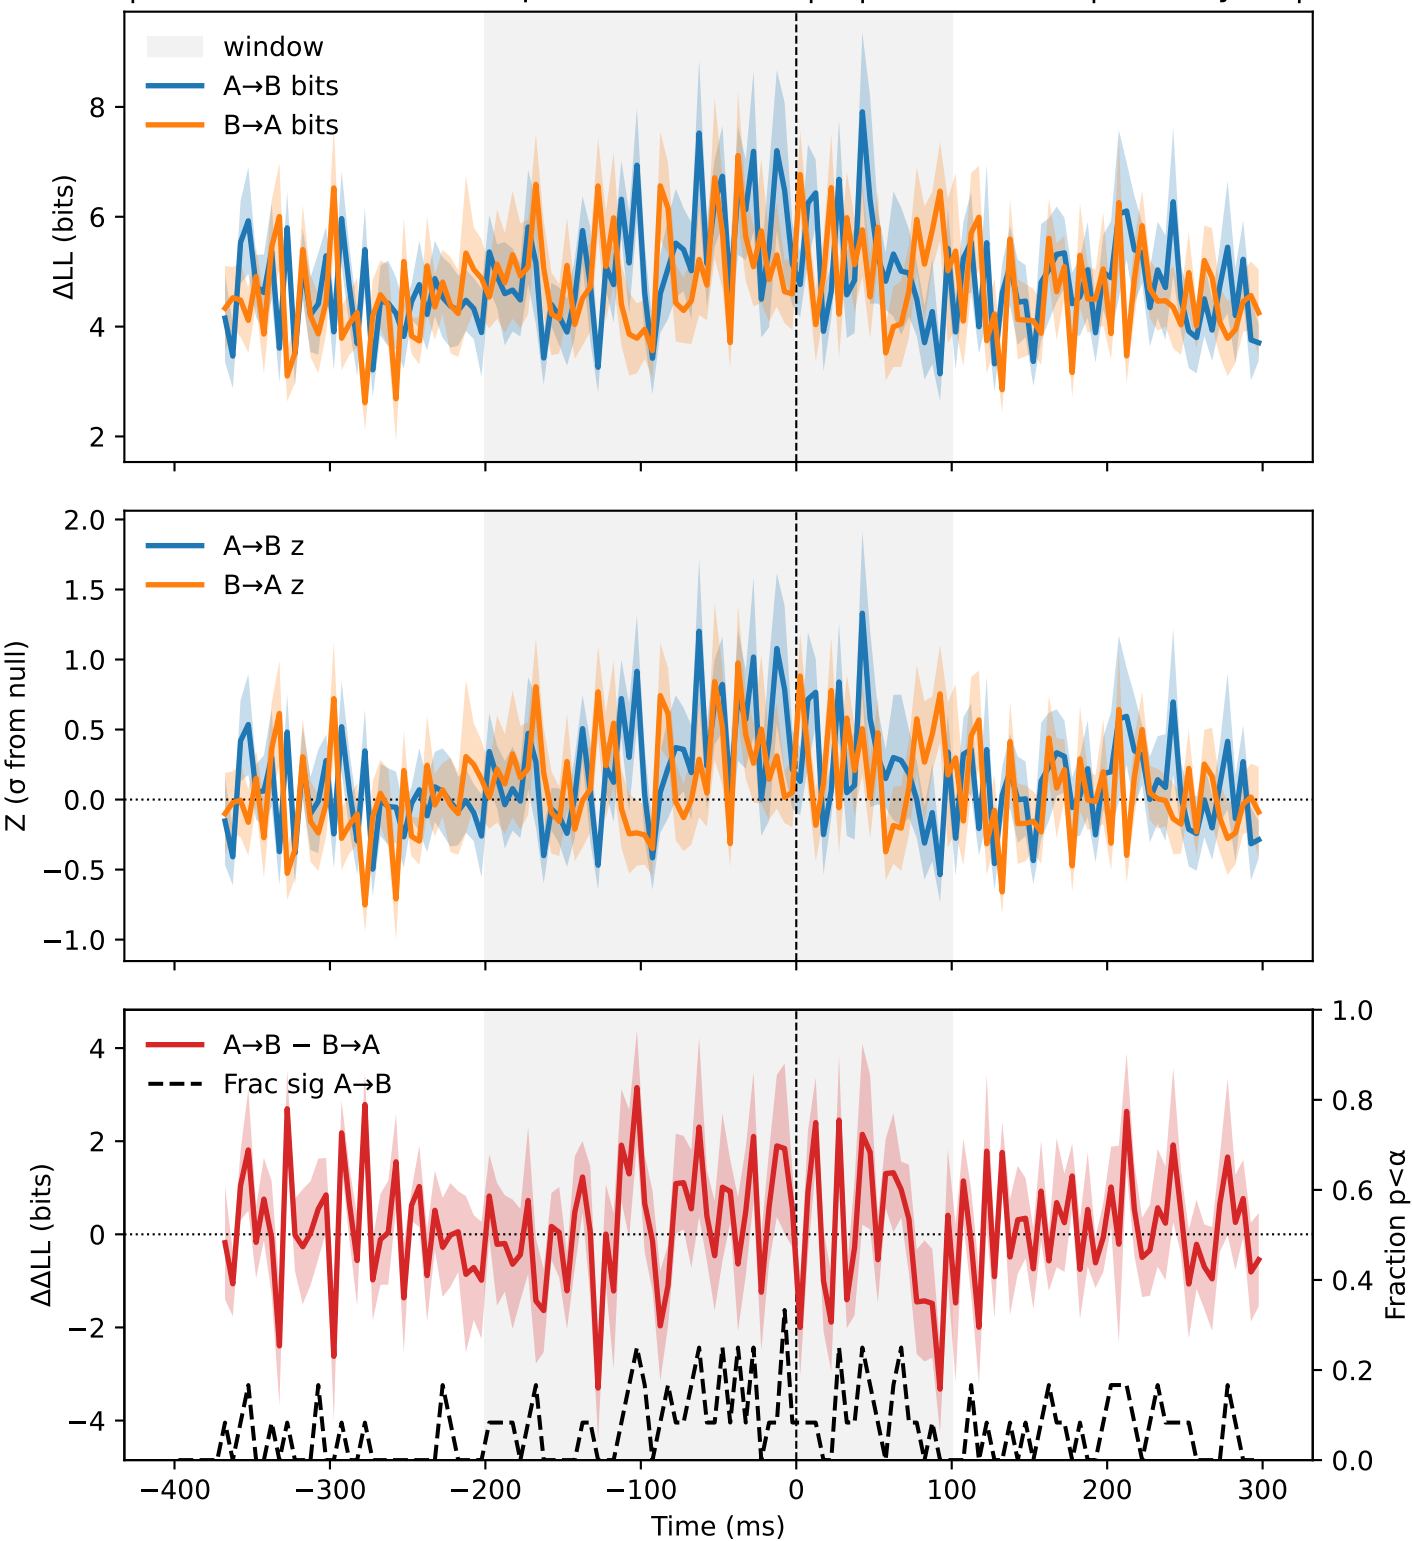 window
A→B bits
B→A bits
8
6
4
2
ΔLL (bits)
A→B z
B→A z
2.0
1.5
1.0
0.5
0.0
−0.5
−1.0
Z (σ from null)
A→B − B→A
Frac sig A→B
4
2
0
−2
−4
ΔΔLL (bits)
1.0
0.8
0.6
0.4
0.2
0.0
Fraction p<α
−400 −300 −200 −100 0 100 200 300
Time (ms)